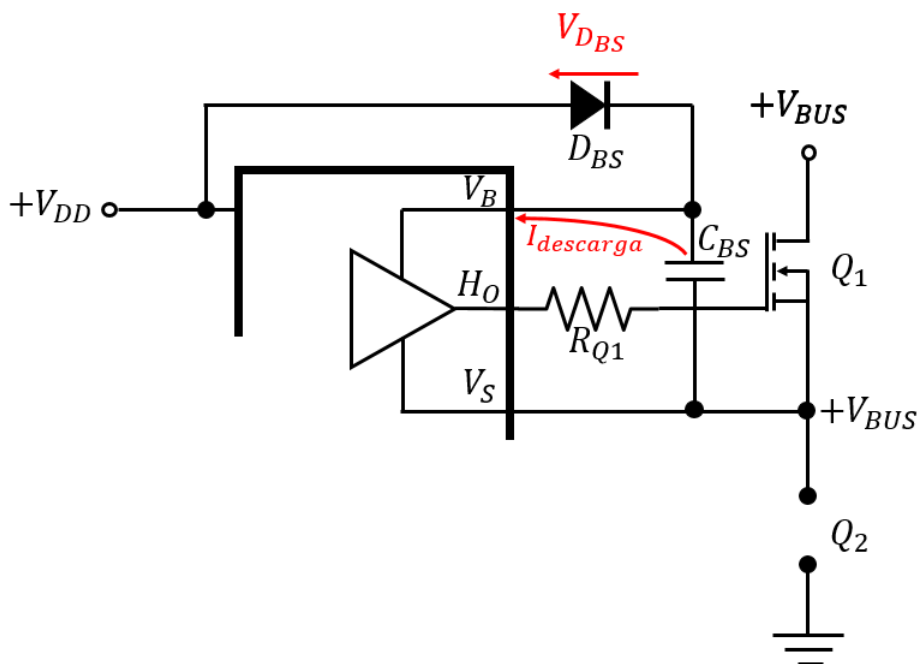 V_{D_{BS}}
+V_{BUS}
D_{BS}
+V_{DD}
V_B
I_{descarga}
C_{BS}
H_O
Q_1
R_{Q1}
V_S
+V_{BUS}
Q_2